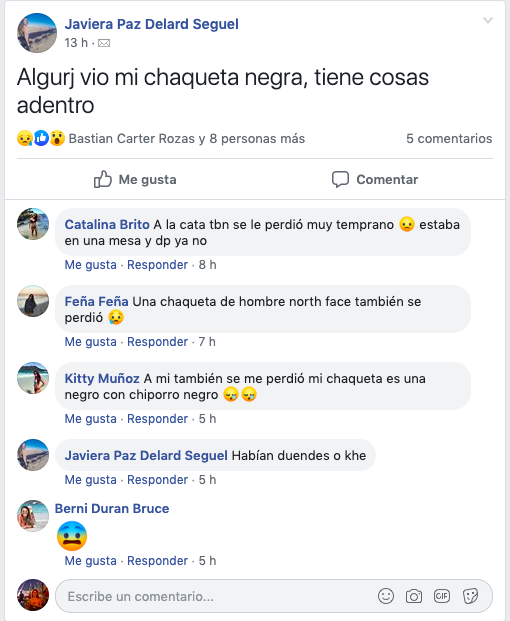 Javiera Paz Delard Seguel
13 h ·
Algurj vio mi chaqueta negra, tiene cosas
adentro
Bastian Carter Rozas y 8 personas más
5 comentarios
Me gusta
Comentar
Catalina Brito A la cata tbn se le perdió muy temprano 😞 estaba
en una mesa y dp ya no
Me gusta · Responder · 8 h
Feña Feña Una chaqueta de hombre north face también se
perdió 😢
Me gusta · Responder · 7 h
Kitty Muñoz A mi también se me perdió mi chaqueta es una
negro con chiporro negro 😪😪
Me gusta · Responder · 5 h
Javiera Paz Delard Seguel Habían duendes o khe
Me gusta · Responder · 5 h
Berni Duran Bruce
😰
Me gusta · Responder · 5 h
Escribe un comentario...
GIF